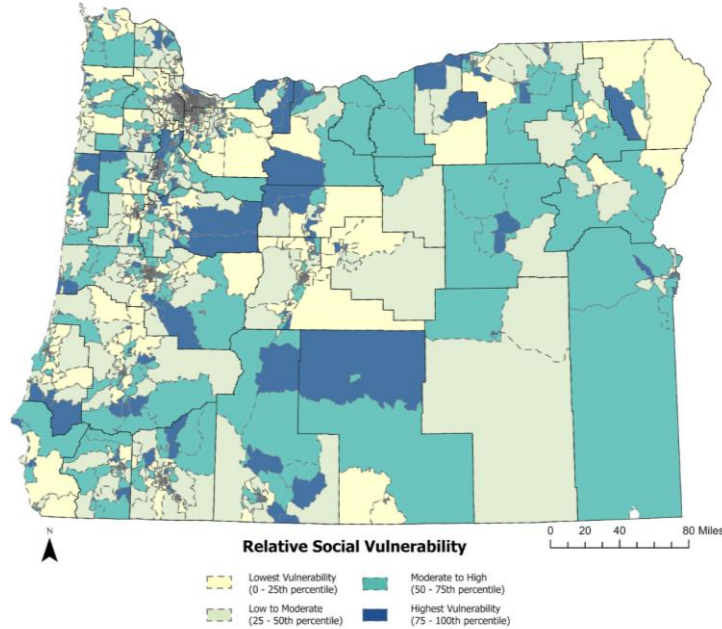 N
0 20 40 80 Miles
Relative Social Vulnerability
Lowest Vulnerability
(0 - 25th percentile)
Moderate to High
(50 - 75th percentile)
Low to Moderate
(25 - 50th percentile)
Highest Vulnerability
(75 - 100th percentile)